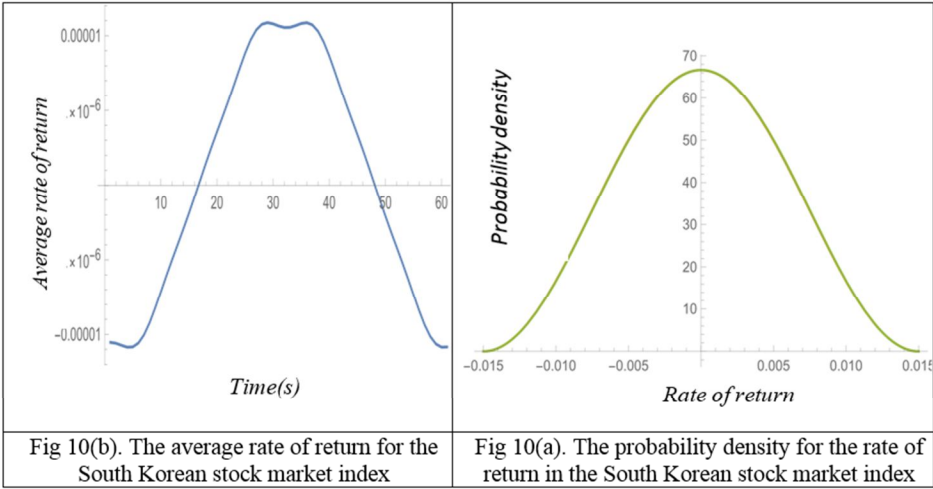 Average rate of return
0.00001
.×10⁻⁶
10 20 30 40 50 60
.×10⁻⁶
-0.00001
Time(s)
Fig 10(b). The average rate of return for the
South Korean stock market index
Probability density
70
60
50
40
30
20
10
-0.015 -0.010 -0.005 0.005 0.010 0.015
Rate of return
Fig 10(a). The probability density for the rate of
return in the South Korean stock market index